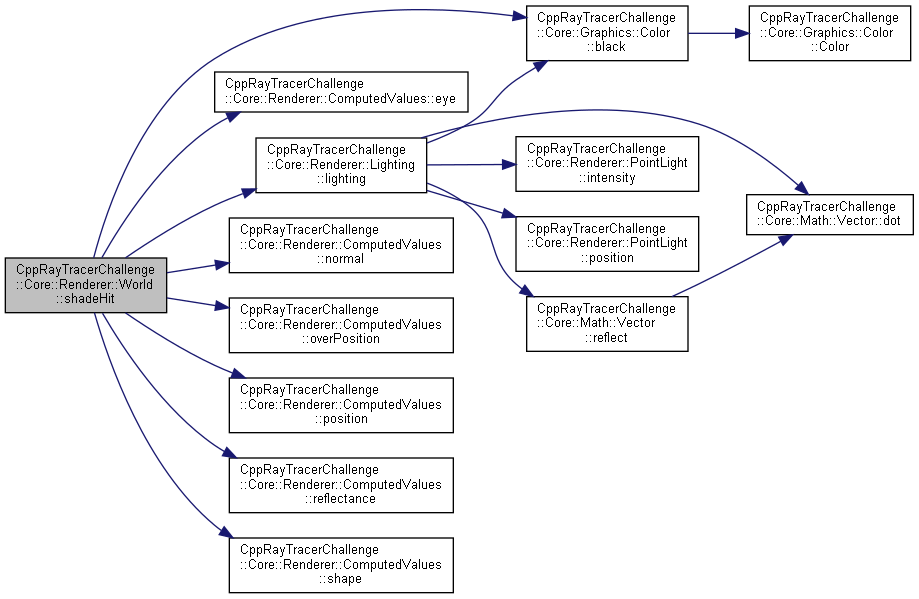 CppRayTracerChallenge
::Core::Graphics::Color
::black
CppRayTracerChallenge
::Core::Graphics::Color
::Color
CppRayTracerChallenge
::Core::Renderer::ComputedValues::eye
CppRayTracerChallenge
::Core::Renderer::Lighting
::lighting
CppRayTracerChallenge
::Core::Renderer::PointLight
::intensity
CppRayTracerChallenge
::Core::Math::Vector::dot
CppRayTracerChallenge
::Core::Renderer::ComputedValues
::normal
CppRayTracerChallenge
::Core::Renderer::PointLight
::position
CppRayTracerChallenge
::Core::Renderer::World
::shadeHit
CppRayTracerChallenge
::Core::Renderer::ComputedValues
::overPosition
CppRayTracerChallenge
::Core::Math::Vector
::reflect
CppRayTracerChallenge
::Core::Renderer::ComputedValues
::position
CppRayTracerChallenge
::Core::Renderer::ComputedValues
::reflectance
CppRayTracerChallenge
::Core::Renderer::ComputedValues
::shape